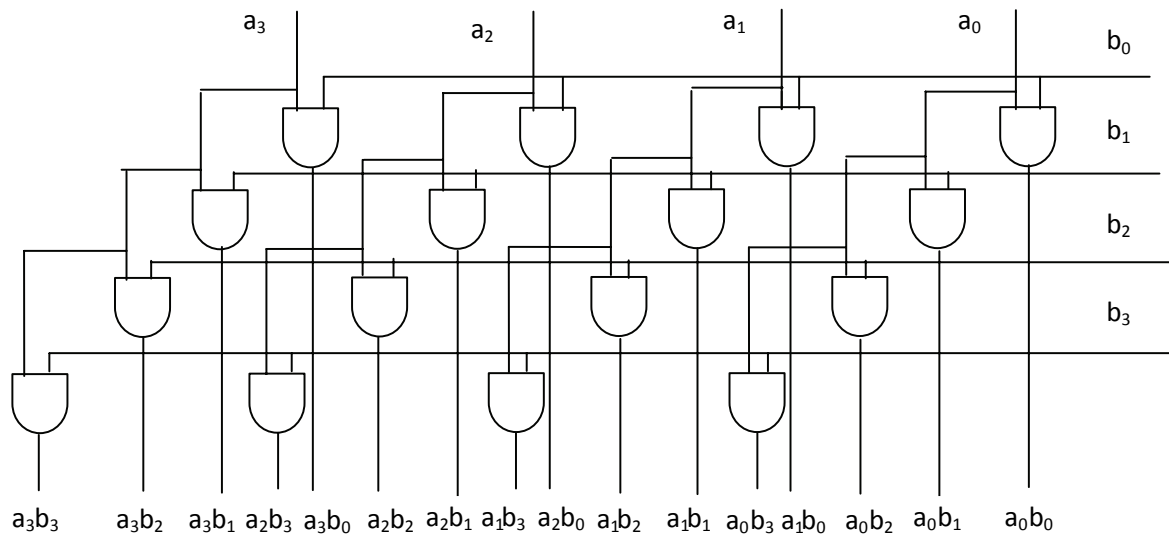 a₃ a₂ a₁ a₀
b₀
b₁
b₂
b₃
a₃b₃ a₃b₂ a₃b₁ a₂b₃ a₃b₀ a₂b₂ a₂b₁ a₁b₃ a₂b₀ a₁b₂ a₁b₁ a₀b₃ a₁b₀ a₀b₂ a₀b₁ a₀b₀